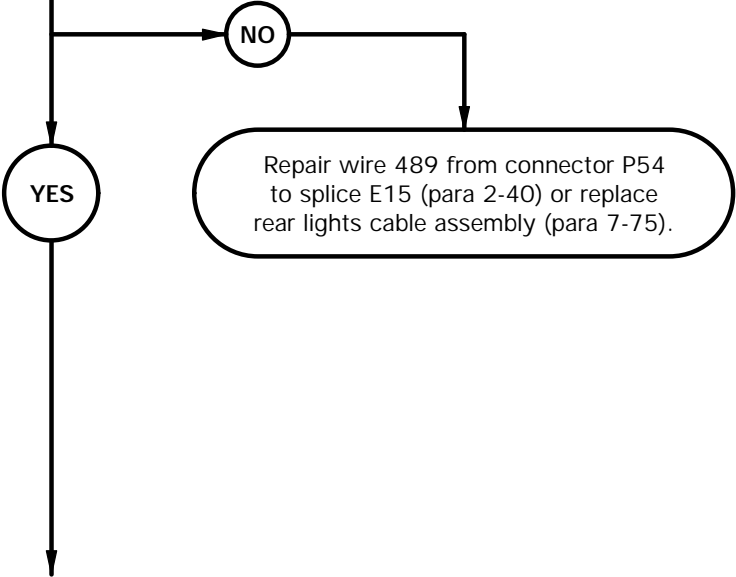 NO
YES
Repair wire 489 from connector P54
to splice E15 (para 2-40) or replace
rear lights cable assembly (para 7-75).